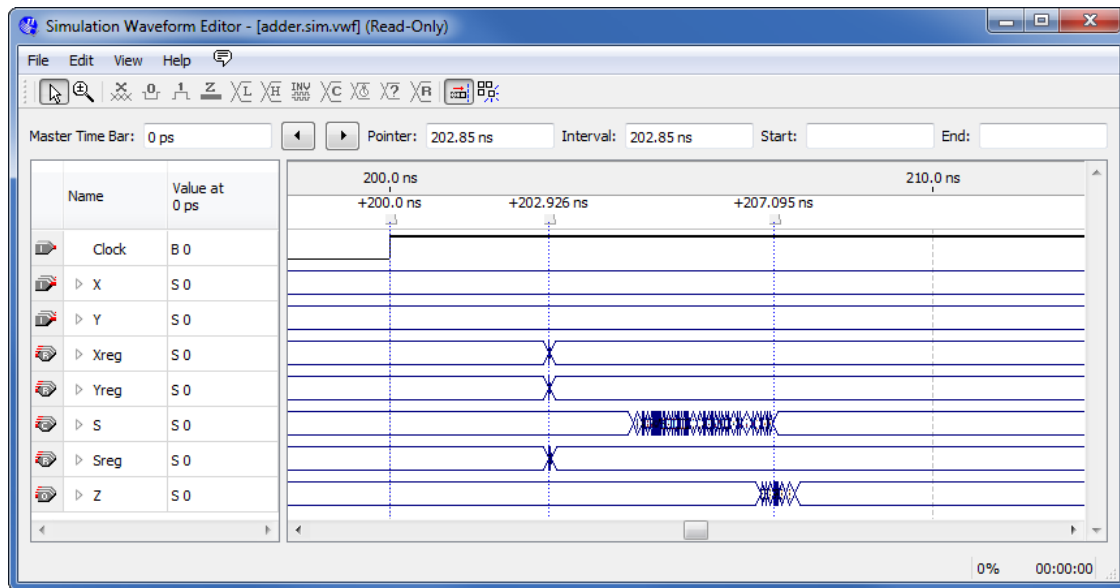 Simulation Waveform Editor - [adder.sim.vwf] (Read-Only)
File Edit View Help
Master Time Bar: 0 ps Pointer: 202.85 ns Interval: 202.85 ns Start: End:
Name Value at 0 ps
200.0 ns 210.0 ns
+200.0 ns +202.926 ns +207.095 ns
Clock B 0
X S 0
Y S 0
Xreg S 0
Yreg S 0
S S 0
Sreg S 0
Z S 0
0% 00:00:00